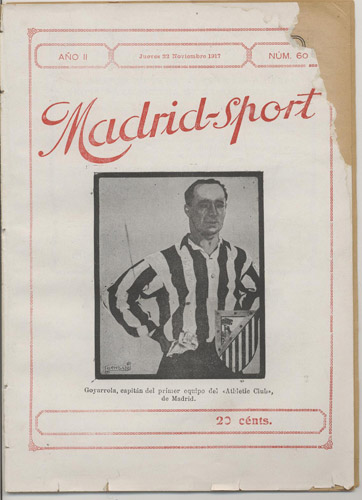 AÑO II
Jueves 22 Noviembre 1917
NÚM. 60
Madrid-Sport
Goyarrola, capitán del primer equipo del «Athletic Club»,
de Madrid.
20 cénts.